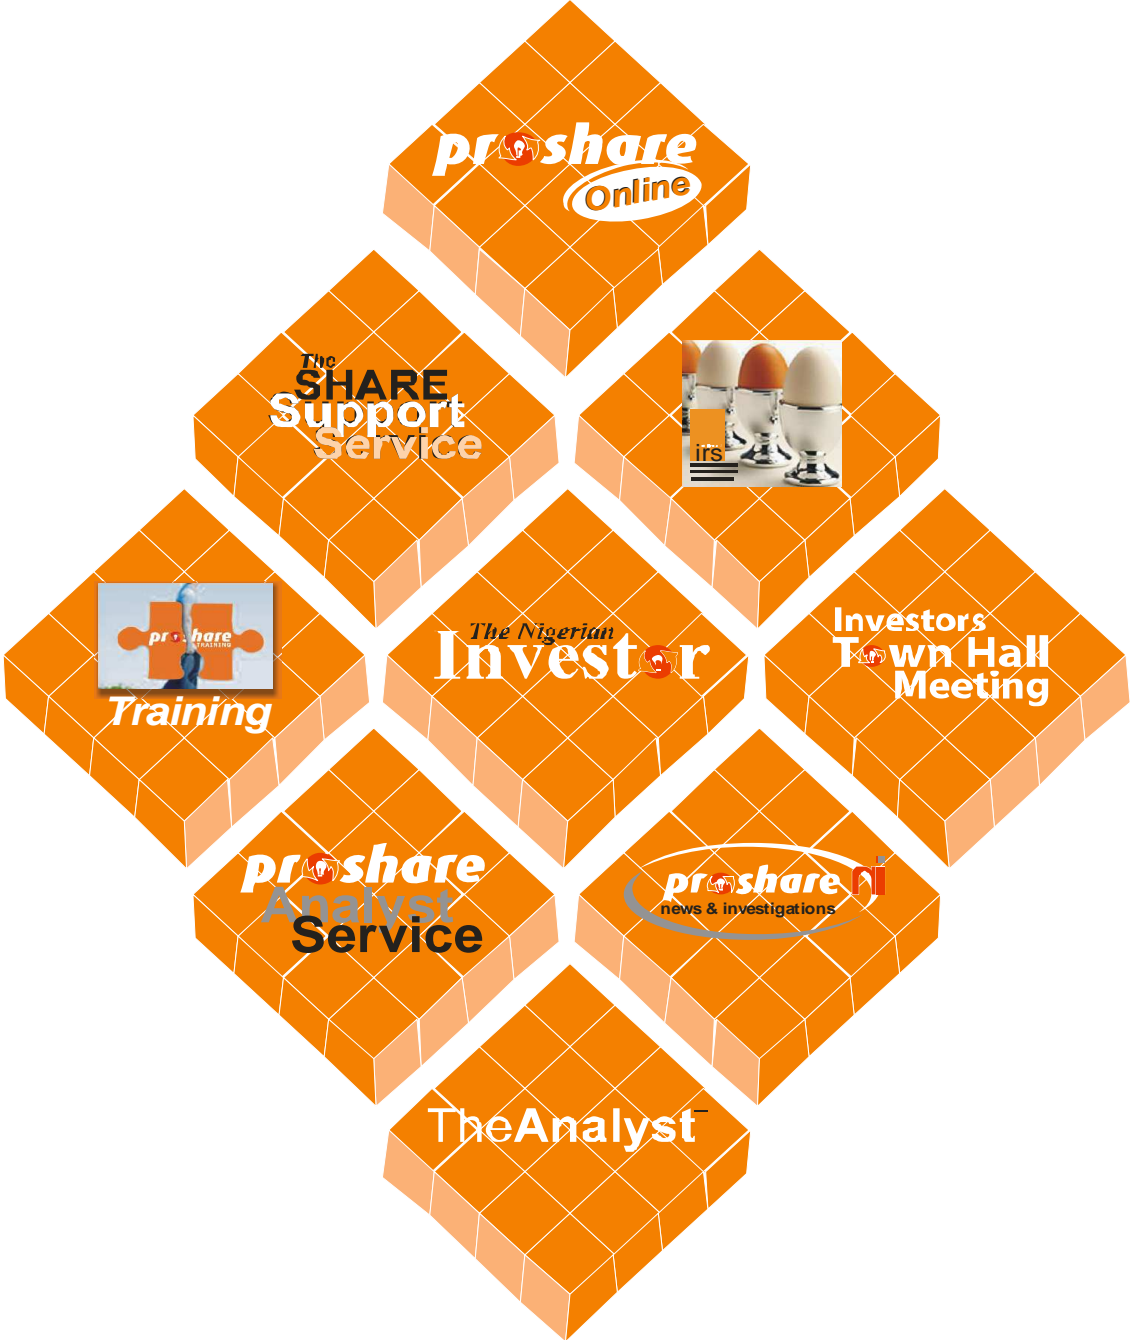 proshare
Online
The
SHARE
Support
Service
irs
proshare
TRAINING
Training
The Nigerian
Investor
Investors
Town Hall
Meeting
proshare
Analyst
Service
proshare ni
news & investigations
TheAnalyst